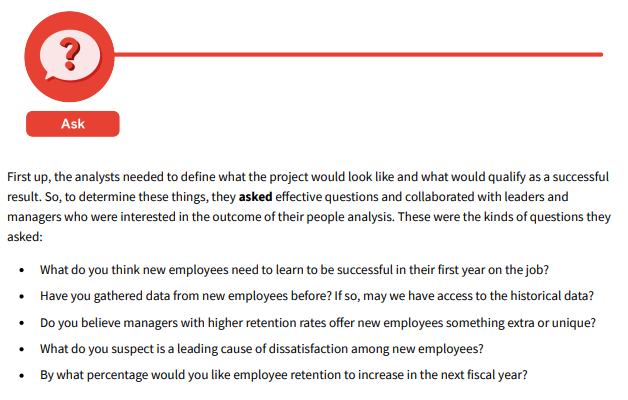 ?
Ask
First up, the analysts needed to define what the project would look like and what would qualify as a successful
result. So, to determine these things, they asked effective questions and collaborated with leaders and
managers who were interested in the outcome of their people analysis. These were the kinds of questions they
asked:
• What do you think new employees need to learn to be successful in their first year on the job?
• Have you gathered data from new employees before? If so, may we have access to the historical data?
• Do you believe managers with higher retention rates offer new employees something extra or unique?
• What do you suspect is a leading cause of dissatisfaction among new employees?
• By what percentage would you like employee retention to increase in the next fiscal year?